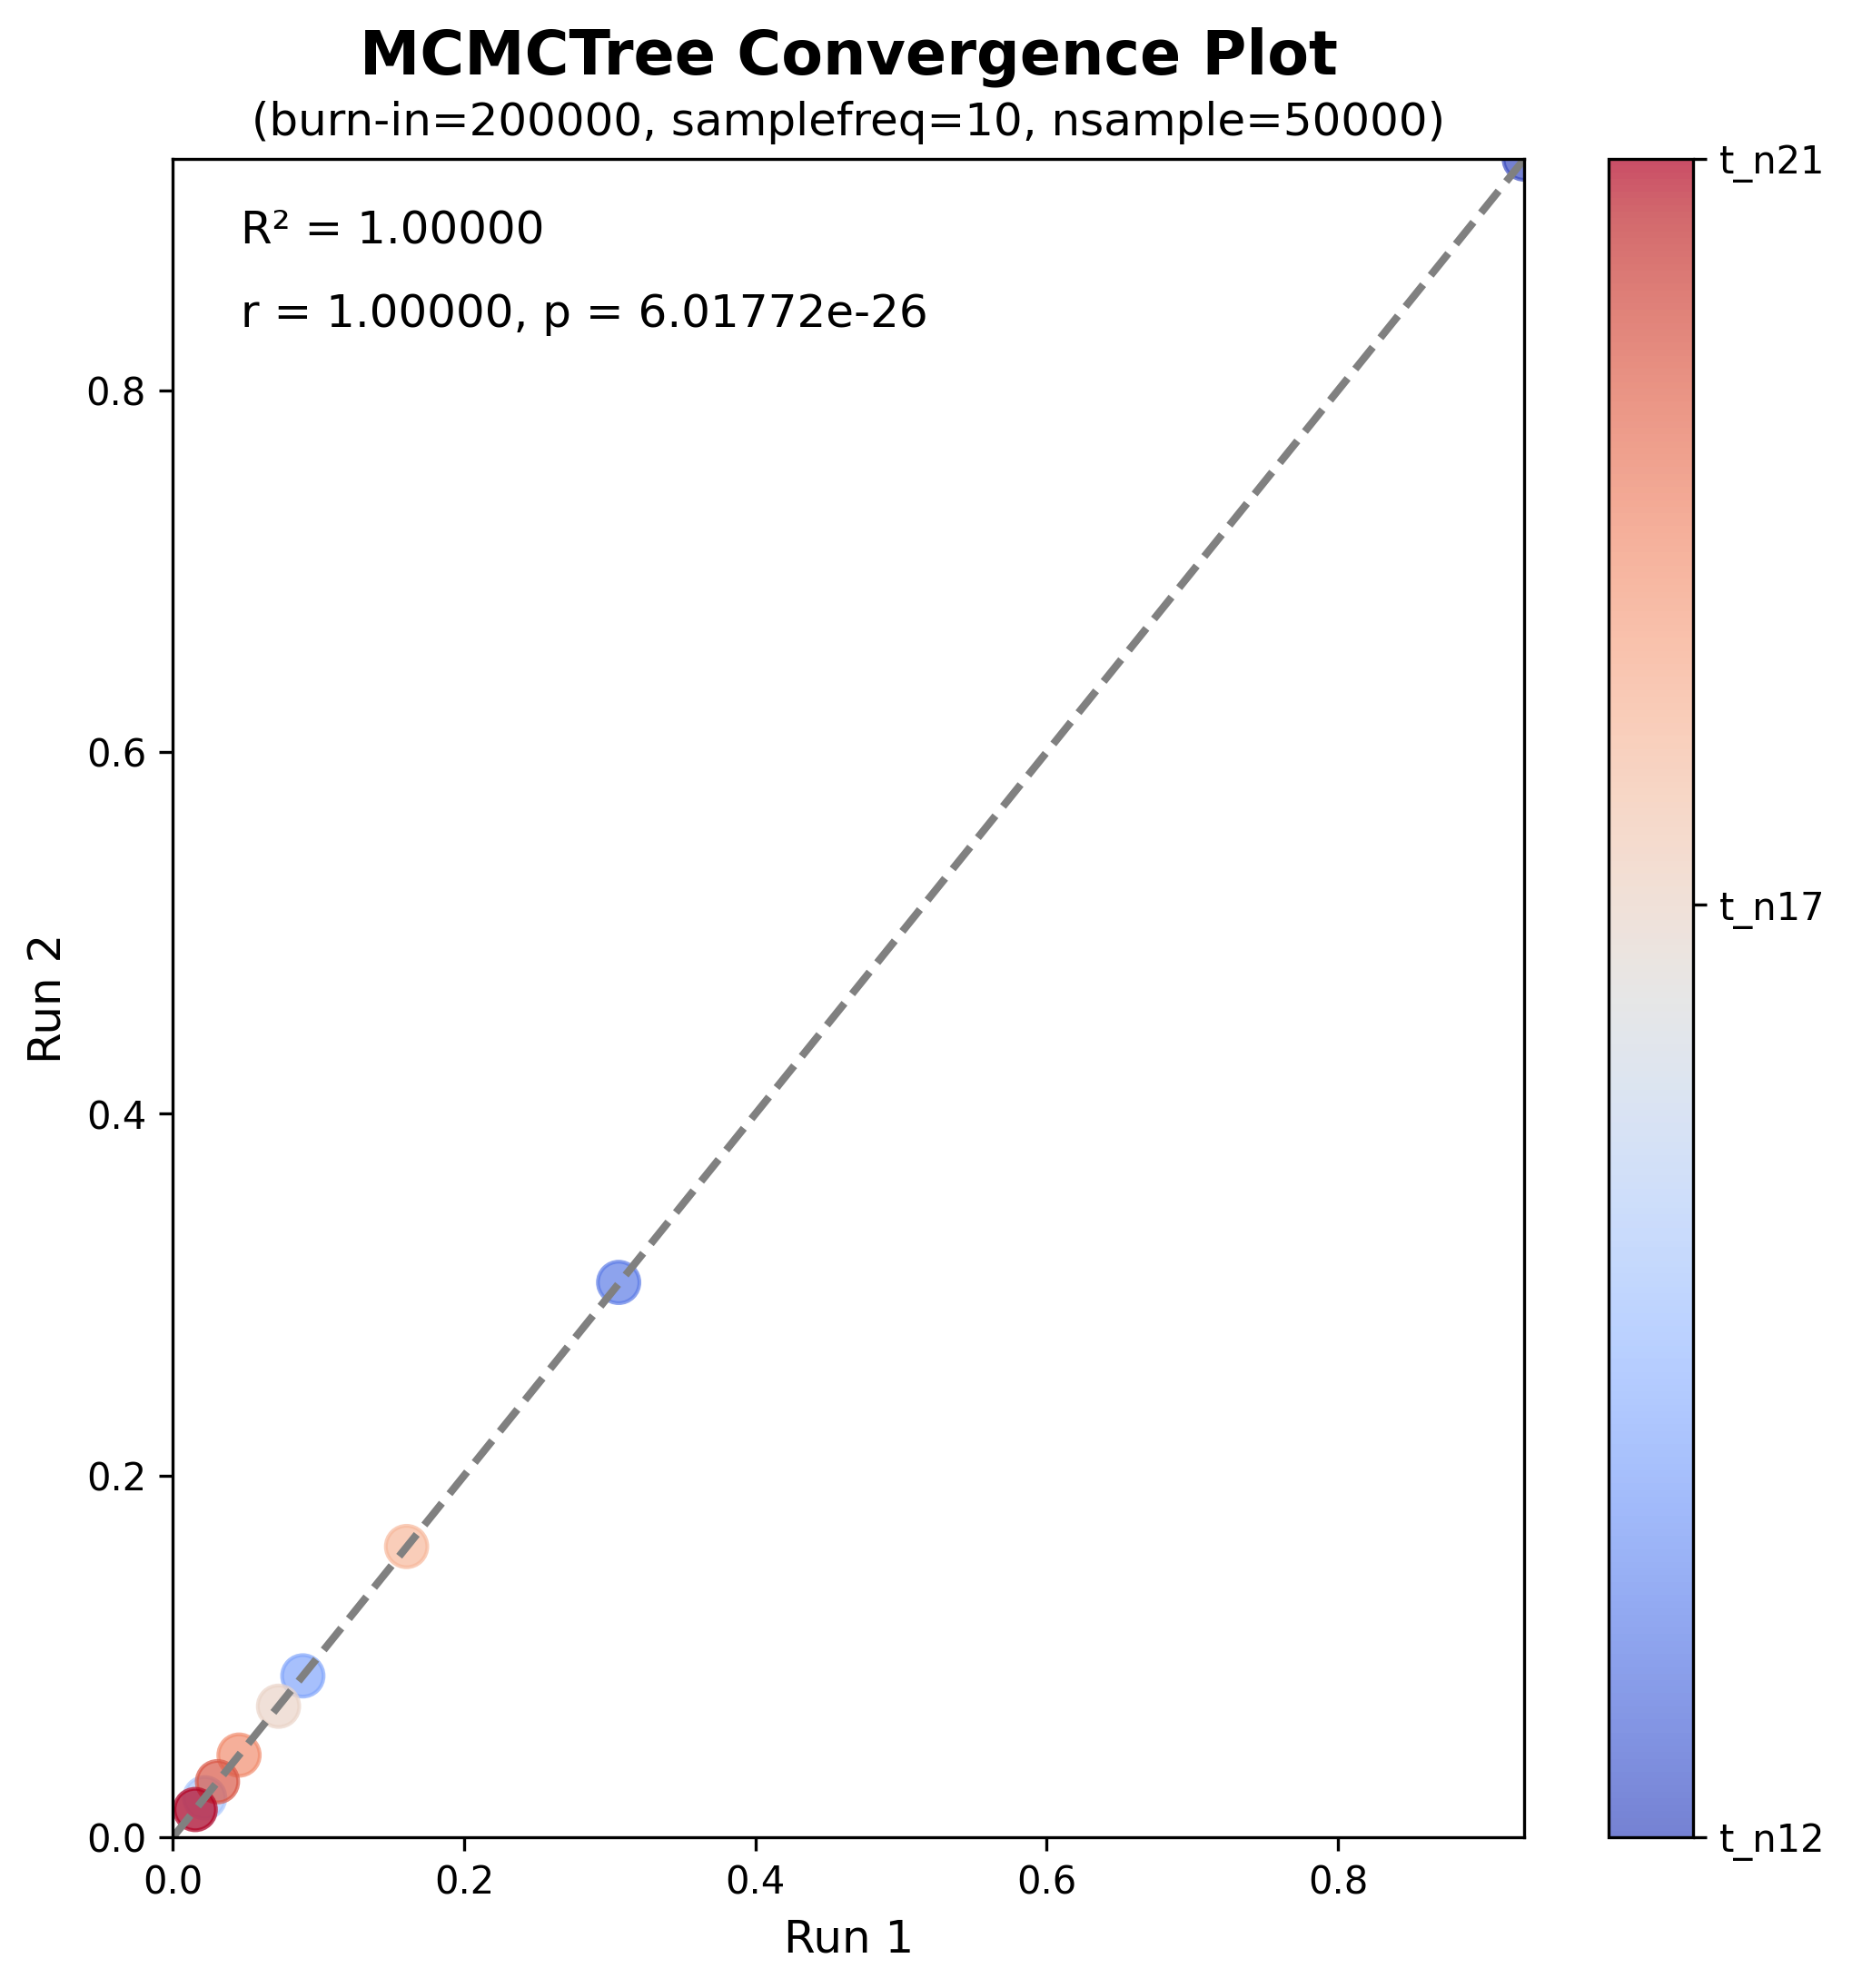 MCMCTree Convergence Plot
(burn-in=200000, samplefreq=10, nsample=50000)
R² = 1.00000
r = 1.00000, p = 6.01772e-26
0.8
0.6
0.4
0.2
0.0
Run 2
0.0 0.2 0.4 0.6 0.8
Run 1
t_n21
t_n17
t_n12